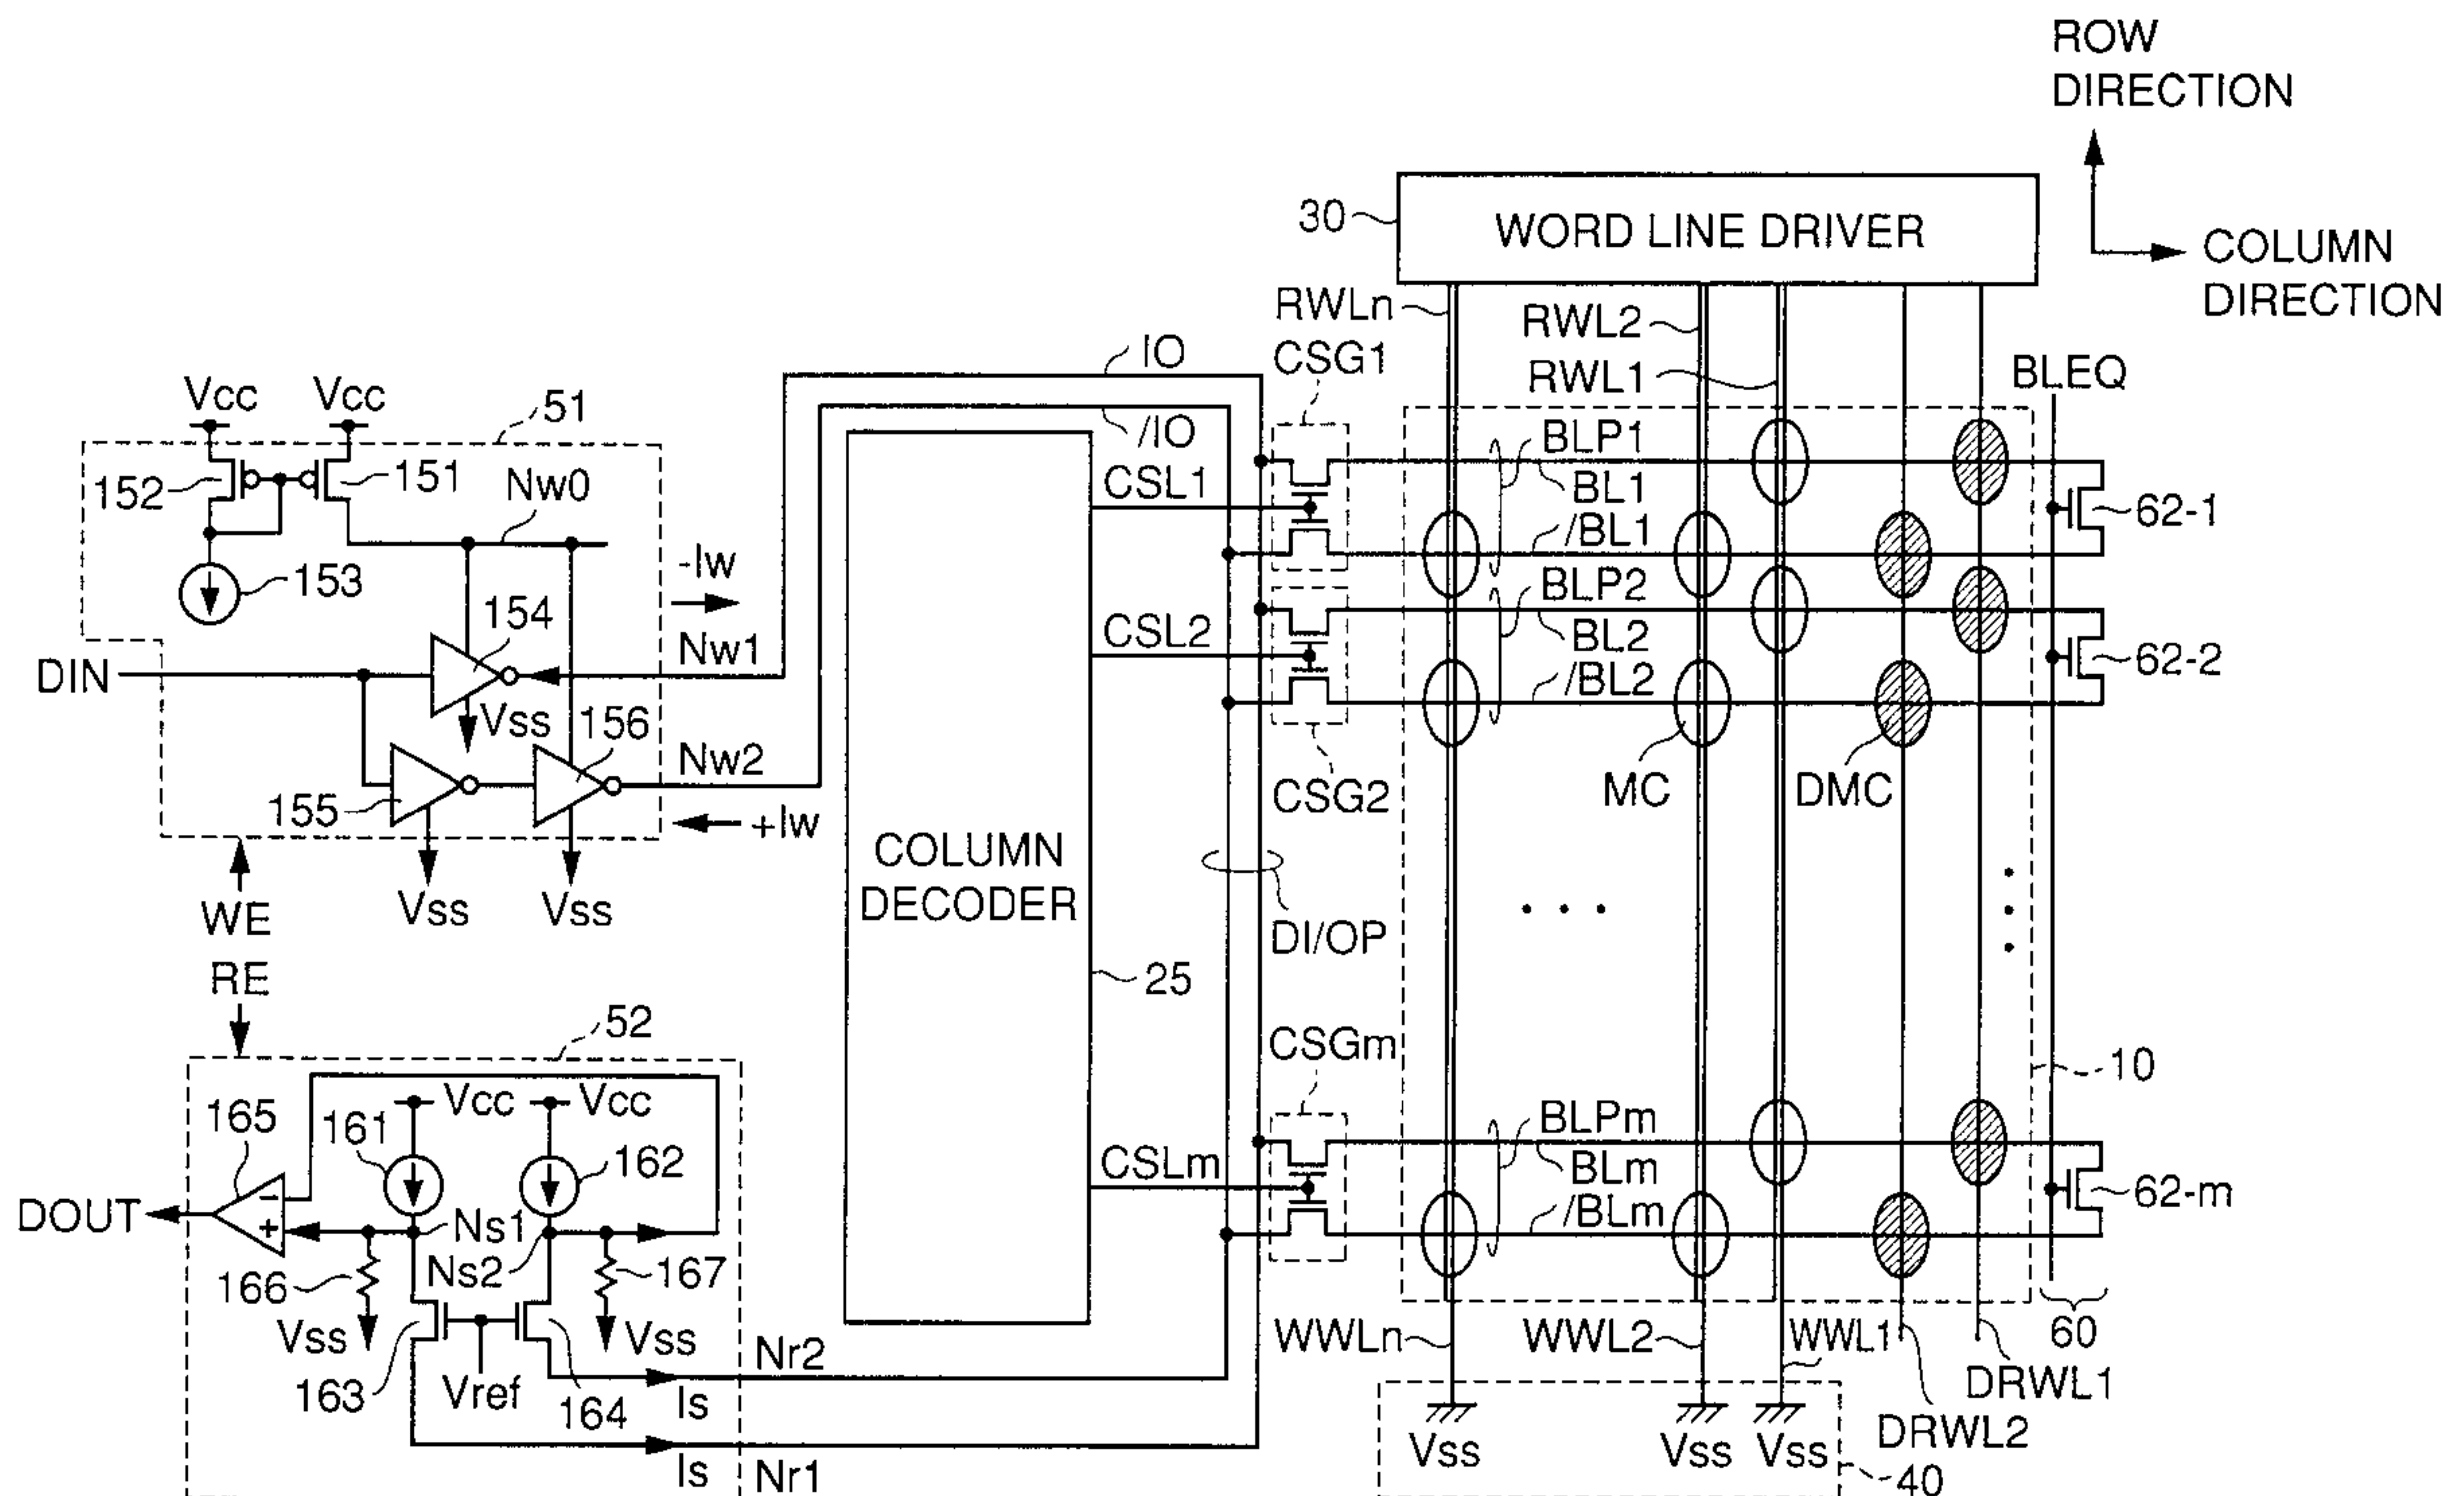 ROW
DIRECTION
COLUMN
DIRECTION
30
WORD LINE DRIVER
RWLn
RWL2
RWL1
CSG1
BLEQ
IO
/IO
Vcc
Vcc
51
152
151
Nw0
153
-Iw
154
Nw1
DIN
Vss
156
Nw2
155
+Iw
Vss
Vss
WE
RE
CSL1
CSL2
BLP1
BL1
/BL1
BLP2
BL2
/BL2
62-1
62-2
CSG2
MC
DMC
COLUMN
DECODER
25
DI/OP
. . .
CSGm
10
52
165
161
Vcc
Vcc
162
CSLm
BLPm
BLm
/BLm
62-m
DOUT
-
+
Ns1
Ns2
166
167
Vss
Vss
163
Vref
164
Nr2
Is
Is
Nr1
WWLn
WWL2
WWL1
60
DRWL1
DRWL2
Vss
Vss
Vss
40